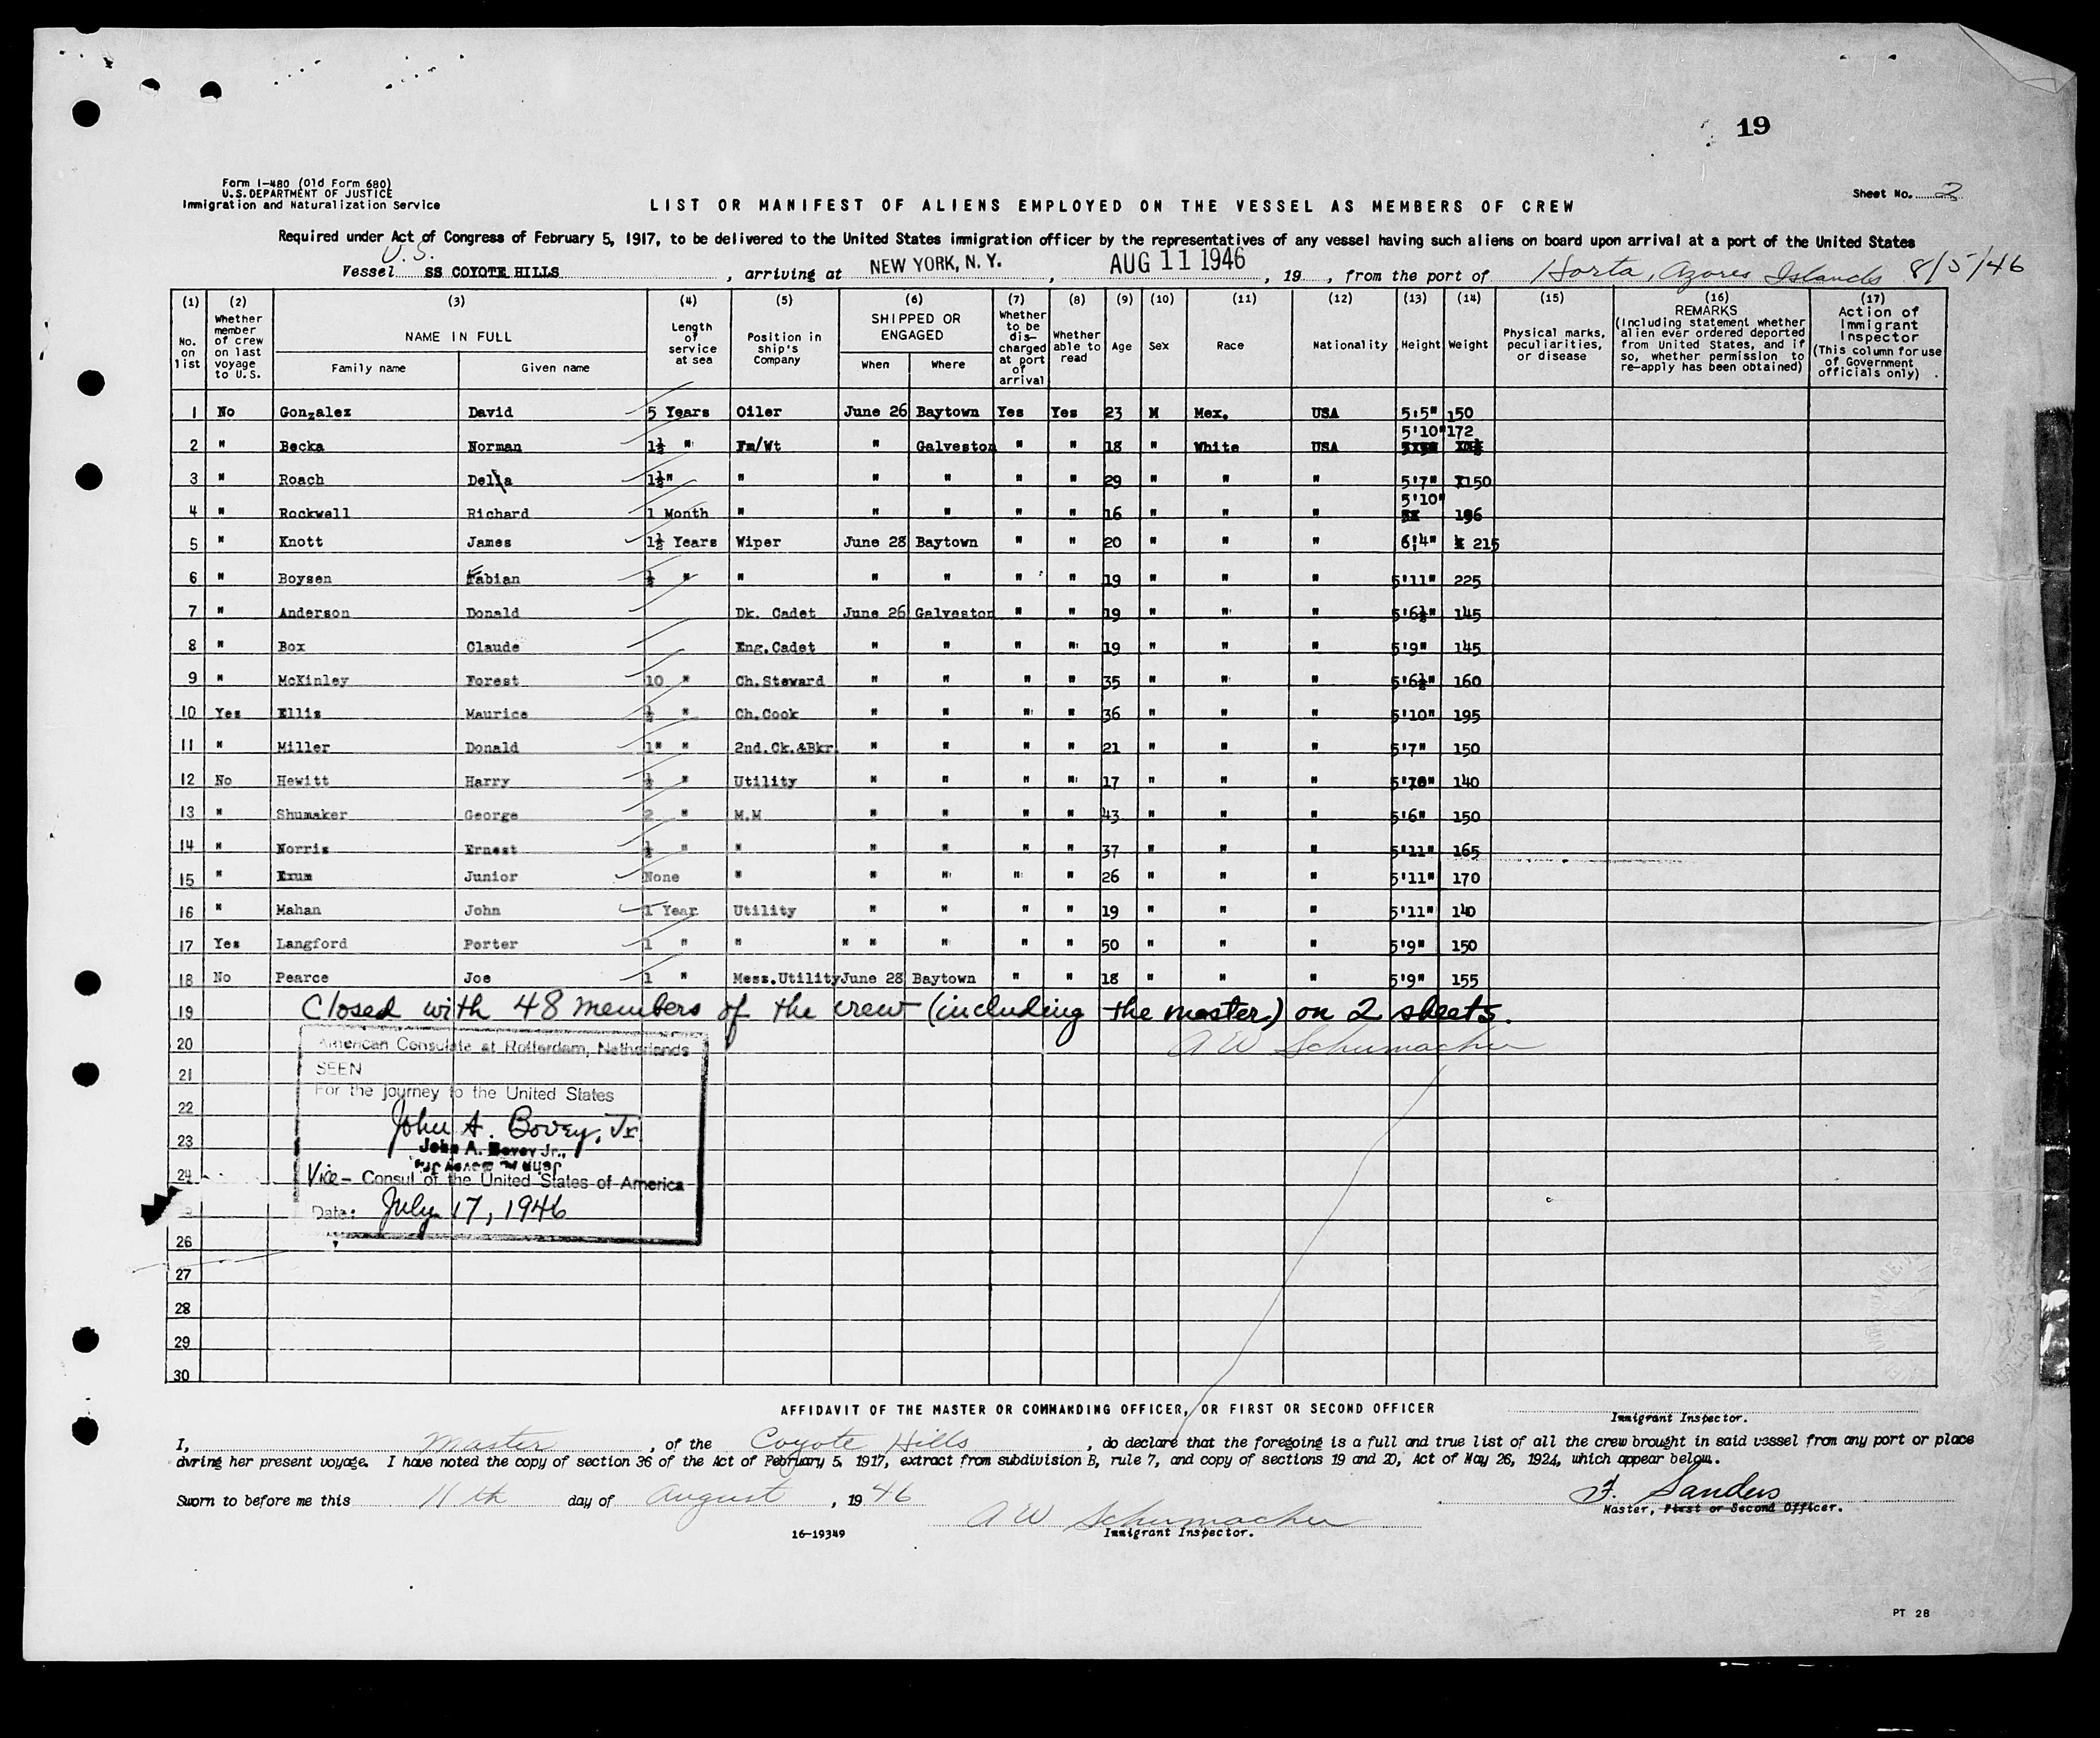 19
Form I-480 (Old Form 680)
U.S. DEPARTMENT OF JUSTICE
Immigration and Naturalization Service
Sheet No. 2
LIST OR MANIFEST OF ALIENS EMPLOYED ON THE VESSEL AS MEMBERS OF CREW
Required under Act of Congress of February 5, 1917, to be delivered to the United States immigration officer by the representatives of any vessel having such aliens on board upon arrival at a port of the United States
U.S.
Vessel SS COYOTE HILLS, arriving at NEW YORK, N.Y., AUG 11 1946, 19, from the port of Horta, Azores Islands 8/5/46
(1) (2) (3) (4) (5) (6) (7) (8) (9) (10) (11) (12) (13) (14) (15) (16) (17)
No. on list
Whether member of crew on last voyage to U.S.
NAME IN FULL
Family name
Given name
Length of service at sea
Position in ship's Company
SHIPPED OR ENGAGED
When
Where
Whether to be discharged at port of arrival
Whether able to read
Age
Sex
Race
Nationality
Height
Weight
Physical marks, peculiarities, or disease
REMARKS (Including statement whether alien ever ordered deported from United States, and if so, whether permission to re-apply has been obtained)
Action of Immigrant Inspector (This column for use of Government officials only)
1 No Gonzalez David 5 Years Oiler June 26 Baytown Yes Yes 23 M Mex. USA 5'5" 150
2 " Becka Norman 1½ " Fm/Wt " Galveston " " 18 " White USA 5'10" 172
3 " Roach Della 1½ " " " " " " 29 " " " 5'7" 150
4 " Rockwall Richard 1 Month " " " " " 16 " " " 5'10" 196
5 " Knott James 1½ Years Wiper June 28 Baytown " " 20 " " " 6'4" 215
6 " Boysen Fabian ½ " " " " " " 19 " " " 5'11" 225
7 " Anderson Donald Dk. Cadet June 26 Galveston " " 19 " " " 5'6½" 145
8 " Box Claude Eng.Cadet " " " " 19 " " " 5'9" 145
9 " McKinley Forest 10 " Ch.Steward " " " " 35 " " " 5'6½" 160
10 Yes Ellis Maurice ½ " Ch.Cook " " " " 36 " " " 5'10" 195
11 " Miller Donald 1" " 2nd.Ck.&Bkr. " " " " 21 " " " 5'7" 150
12 No Hewitt Harry ½ " Utility " " " " 17 " " " 5'10" 140
13 " Shumaker George 2 " M.M " " " " 43 " " " 5'6" 150
14 " Norris Ernest ½ " " " " " " 37 " " " 5'11" 165
15 " Exum Junior None " " " " " 26 " " " 5'11" 170
16 " Mahan John 1 Year Utility " " " " 19 " " " 5'11" 140
17 Yes Langford Porter 1 " " " " " " " 50 " " " 5'9" 150
18 No Pearce Joe 1 " Mess.Utility June 28 Baytown " " 18 " " " 5'9" 155
19 Closed with 48 members of the crew (including the master) on 2 sheets.
20 A W Schumacher
American Consulate at Rotterdam, Netherlands
21 SEEN
For the journey to the United States
22 John A. Bovey, Jr.
23 John A. Bovey Jr.,
24 Vice-Consul of the United States of America
Date: July 17, 1946
26
27
28
29
30
AFFIDAVIT OF THE MASTER OR COMMANDING OFFICER, OR FIRST OR SECOND OFFICER
Immigrant Inspector.
I, Master, of the Coyote Hills, do declare that the foregoing is a full and true list of all the crew brought in said vessel from any port or place
during her present voyage. I have noted the copy of section 36 of the Act of February 5, 1917, extract from subdivision B, rule 7, and copy of sections 19 and 20, Act of May 26, 1924, which appear below.
Sworn to before me this 11th day of August, 1946
F. Sanders
Master, First or Second Officer.
A W Schumacher
16-19349
Immigrant Inspector.
PT 28